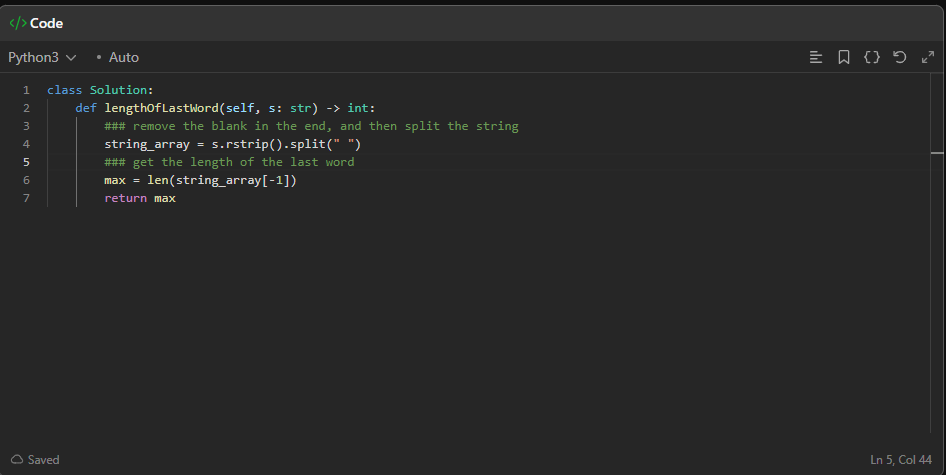 </> Code
Python3 • Auto
1 class Solution:
2     def lengthOfLastWord(self, s: str) -> int:
3         ### remove the blank in the end, and then split the string
4         string_array = s.rstrip().split(" ")
5         ### get the length of the last word
6         max = len(string_array[-1])
7         return max
Saved
Ln 5, Col 44